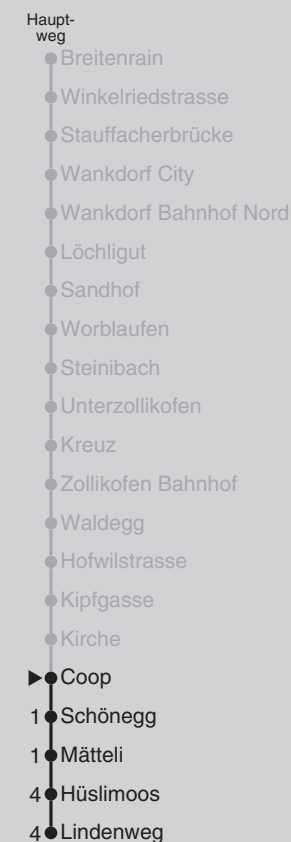 Haupt-
weg
Breitenrain
Winkelriedstrasse
Stauffacherbrücke
Wankdorf City
Wankdorf Bahnhof Nord
Löchligut
Sandhof
Worblaufen
Steinibach
Unterzollikofen
Kreuz
Zollikofen Bahnhof
Waldegg
Hofwilstrasse
Kipfgasse
Kirche
Coop
1 Schönegg
1 Mätteli
4 Hüslimoos
4 Lindenweg